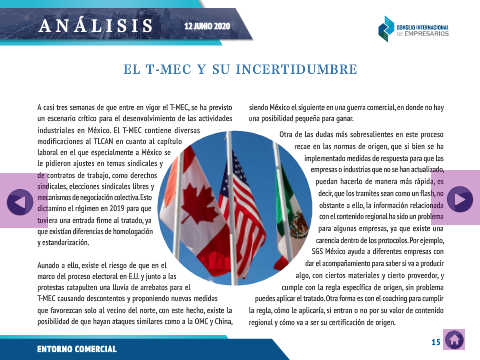 ANÁLISIS
12 JUNIO 2020
CONSEJO INTERNACIONAL
DE EMPRESARIOS
EL T-MEC Y SU INCERTIDUMBRE
A casi tres semanas de que entre en vigor el T-MEC, se ha previsto
un escenario crítico para el desenvolvimiento de las actividades
industriales en México. El T-MEC contiene diversas
modificaciones al TLCAN en cuanto al capítulo
laboral en el que especialmente a México se
le pidieron ajustes en temas sindicales y
de contratos de trabajo, como derechos
sindicales, elecciones sindicales libres y
mecanismos de negociación colectiva. Esto
dictamino el régimen en 2019 para que
tuviera una entrada firme al tratado, ya
que existían diferencias de homologación
y estandarización.
Aunado a ello, existe el riesgo de que en el
marco del proceso electoral en E.U. y junto a las
protestas catapulten una lluvia de arrebatos para el
T-MEC causando descontentos y proponiendo nuevas medidas
que favorezcan solo al vecino del norte, con este hecho, existe la
posibilidad de que hayan ataques similares como a la OMC y China,
siendo México el siguiente en una guerra comercial, en donde no hay
una posibilidad pequeña para ganar.
Otra de las dudas más sobresalientes en este proceso
recae en las normas de origen, que si bien se ha
implementado medidas de respuesta para que las
empresas o industrias que no se han actualizado,
puedan hacerlo de manera más rápida, es
decir, que los tramites sean como un flash, no
obstante a ello, la información relacionada
con el contenido regional ha sido un problema
para algunas empresas, ya que existe una
carencia dentro de los protocolos. Por ejemplo,
SGS México ayuda a diferentes empresas con
dar el acompañamiento para saber si va a producir
algo, con ciertos materiales y cierto proveedor, y
cumple con la regla específica de origen, sin problema
puedes aplicar el tratado. Otra forma es con el coaching para cumplir
la regla, cómo le aplicaría, si entran o no por su valor de contenido
regional y cómo va a ser su certificación de origen.
15
ENTORNO COMERCIAL